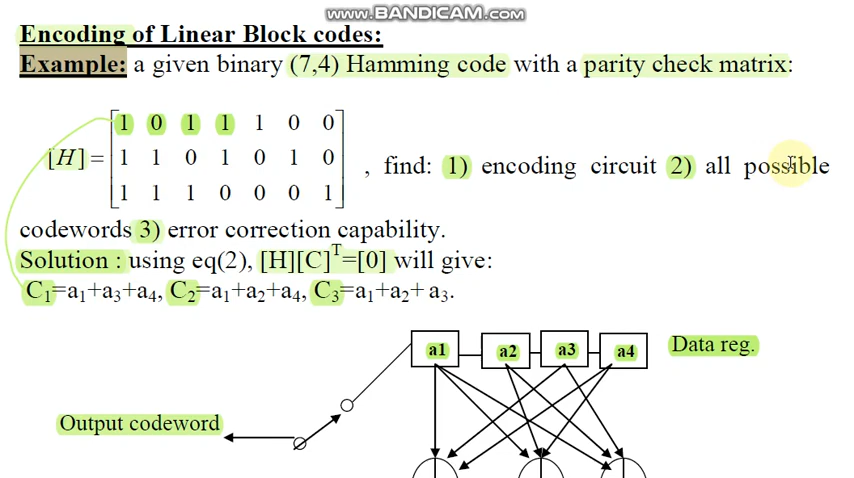 www.BANDICAM.com
Encoding of Linear Block codes:
Example: a given binary (7,4) Hamming code with a parity check matrix:
1 0 1 1 1 0 0
[H] = 1 1 0 1 0 1 0 , find: 1) encoding circuit 2) all possible
1 1 1 0 0 0 1
codewords 3) error correction capability.
Solution : using eq(2), [H][C]^T=[0] will give:
C₁=a₁+a₃+a₄, C₂=a₁+a₂+a₄, C₃=a₁+a₂+ a₃.
a1 a2 a3 a4 Data reg.
Output codeword